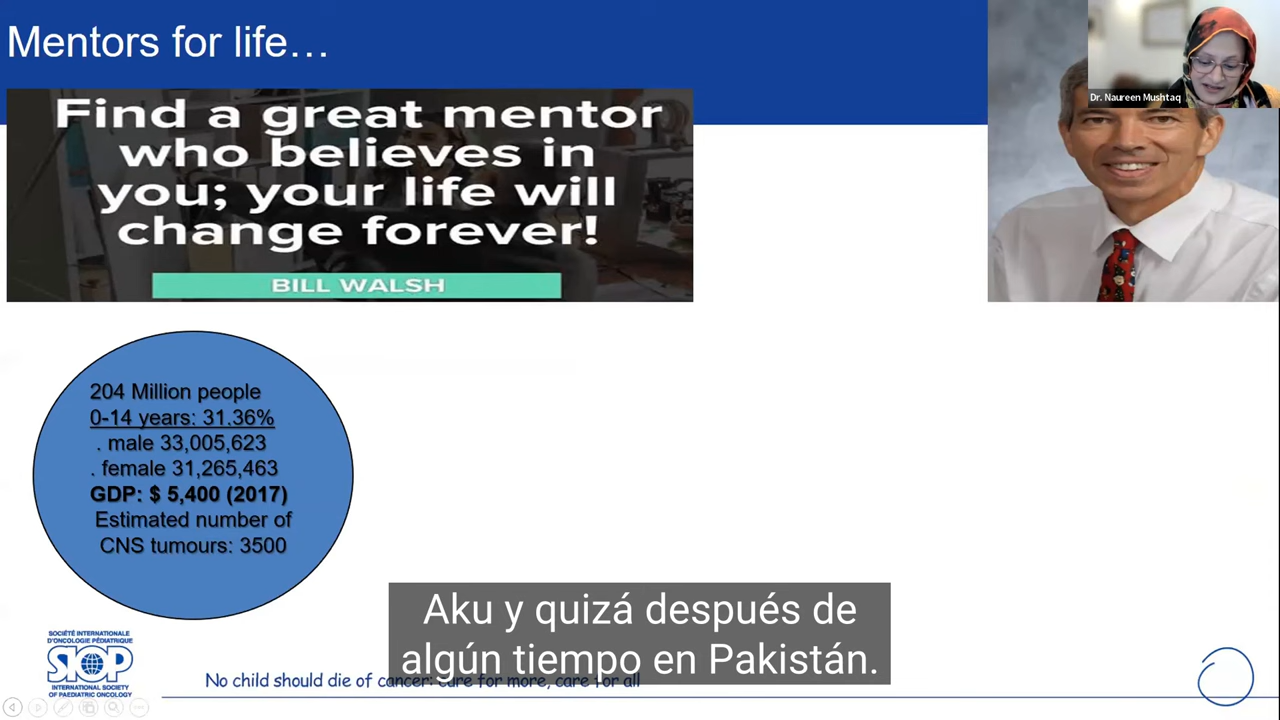 Mentors for life…
Dr. Naureen Mushtaq
Find a great mentor
who believes in
you; your life will
change forever!
BILL WALSH
204 Million people
0-14 years: 31.36%
. male 33,005,623
. female 31,265,463
GDP: $ 5,400 (2017)
Estimated number of
CNS tumours: 3500
Aku y quizá después de
algún tiempo en Pakistán.
SOCIÉTÉ INTERNATIONALE
D'ONCOLOGIE PÉDIATRIQUE
SIOP
INTERNATIONAL SOCIETY
OF PAEDIATRIC ONCOLOGY
No child should die of cancer: cure for more, care for all